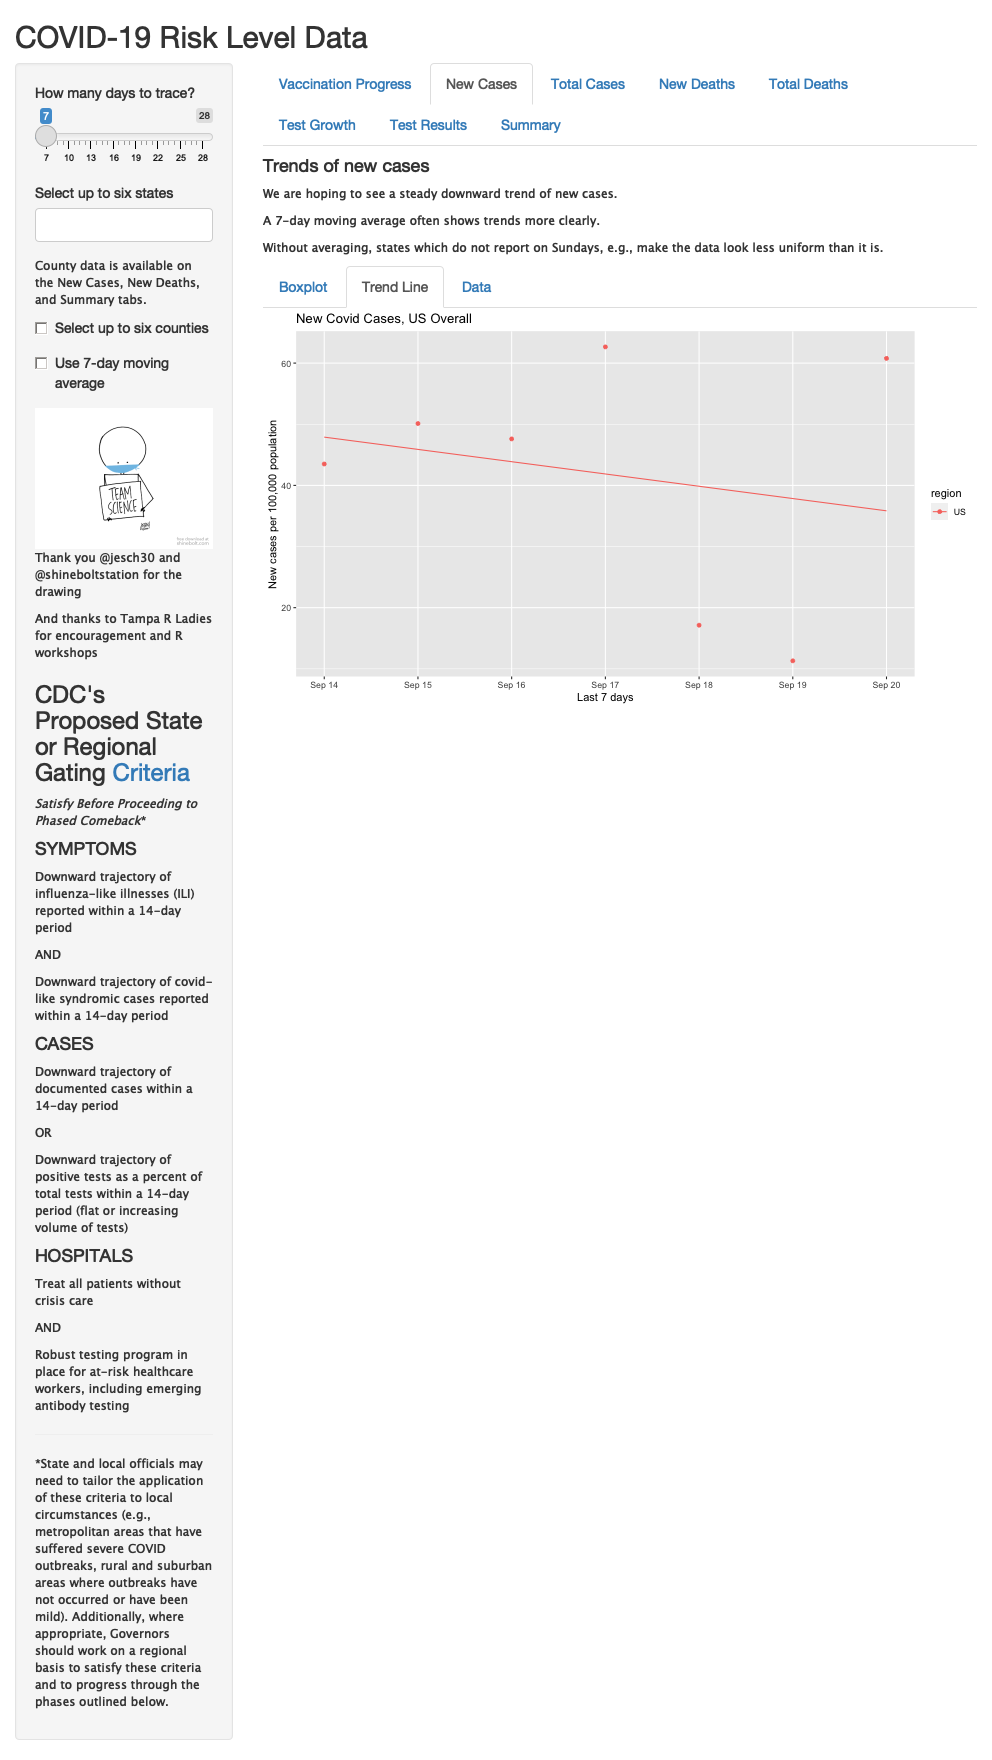 COVID-19 Risk Level Data
How many days to trace?
7
28
7 10 13 16 19 22 25 28
Select up to six states
County data is available on
the New Cases, New Deaths,
and Summary tabs.
Select up to six counties
Use 7-day moving
average
TEAM
SCIENCE
free download at
shinebolt.com
Thank you @jesch30 and
@shineboltstation for the
drawing
And thanks to Tampa R Ladies
for encouragement and R
workshops
CDC's
Proposed State
or Regional
Gating Criteria
Satisfy Before Proceeding to
Phased Comeback*
SYMPTOMS
Downward trajectory of
influenza-like illnesses (ILI)
reported within a 14-day
period
AND
Downward trajectory of covid-
like syndromic cases reported
within a 14-day period
CASES
Downward trajectory of
documented cases within a
14-day period
OR
Downward trajectory of
positive tests as a percent of
total tests within a 14-day
period (flat or increasing
volume of tests)
HOSPITALS
Treat all patients without
crisis care
AND
Robust testing program in
place for at-risk healthcare
workers, including emerging
antibody testing
*State and local officials may
need to tailor the application
of these criteria to local
circumstances (e.g.,
metropolitan areas that have
suffered severe COVID
outbreaks, rural and suburban
areas where outbreaks have
not occurred or have been
mild). Additionally, where
appropriate, Governors
should work on a regional
basis to satisfy these criteria
and to progress through the
phases outlined below.
Vaccination Progress New Cases Total Cases New Deaths Total Deaths
Test Growth Test Results Summary
Trends of new cases
We are hoping to see a steady downward trend of new cases.
A 7-day moving average often shows trends more clearly.
Without averaging, states which do not report on Sundays, e.g., make the data look less uniform than it is.
Boxplot Trend Line Data
New Covid Cases, US Overall
New cases per 100,000 population
60
40
20
Sep 14 Sep 15 Sep 16 Sep 17 Sep 18 Sep 19 Sep 20
Last 7 days
region
US